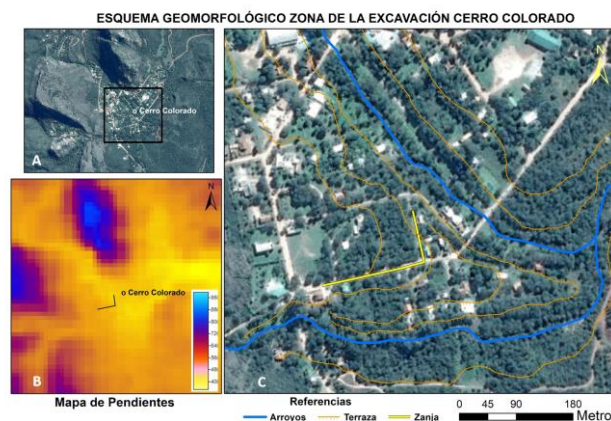 ESQUEMA GEOMORFOLÓGICO ZONA DE LA EXCAVACIÓN CERRO COLORADO
o Cerro Colorado
A
N
o Cerro Colorado
B
N
C
Mapa de Pendientes
Referencias
Arroyos
Terraza
Zanja
0 45 90 180
Metro